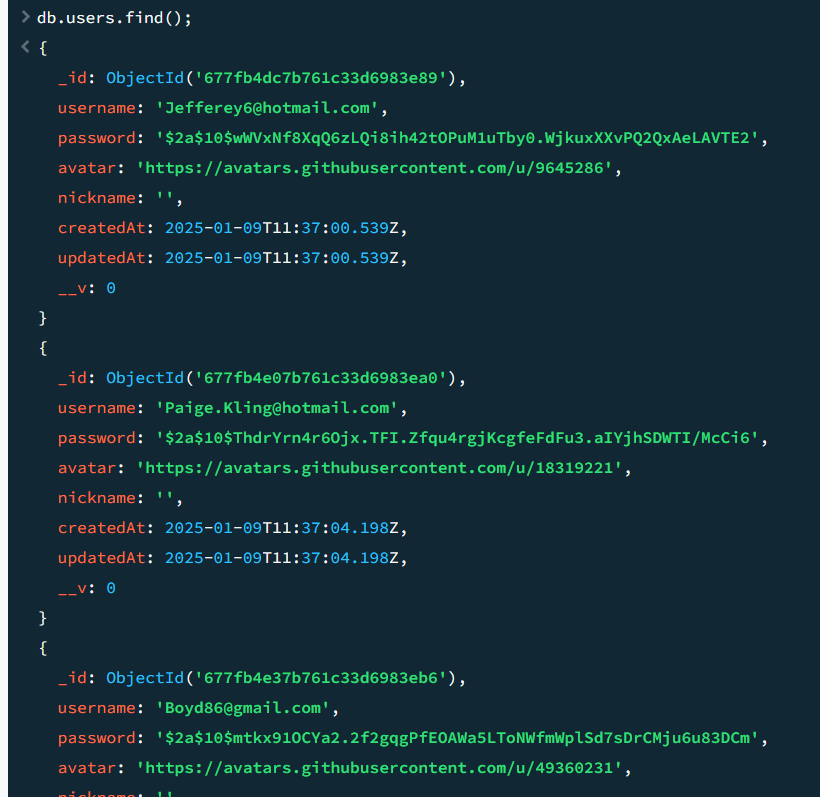 > db.users.find();
< {
_id: ObjectId('677fb4dc7b761c33d6983e89'),
username: 'Jefferey6@hotmail.com',
password: '$2a$10$wWVxNf8XqQ6zLQi8ih42tOPuM1uTby0.WjkuxXXvPQ2QxAeLAVTE2',
avatar: 'https://avatars.githubusercontent.com/u/9645286',
nickname: '',
createdAt: 2025-01-09T11:37:00.539Z,
updatedAt: 2025-01-09T11:37:00.539Z,
__v: 0
}
{
_id: ObjectId('677fb4e07b761c33d6983ea0'),
username: 'Paige.Kling@hotmail.com',
password: '$2a$10$ThdrYrn4r6Ojx.TFI.Zfqu4rgjKcgfeFdFu3.aIYjhSDWTI/McCi6',
avatar: 'https://avatars.githubusercontent.com/u/18319221',
nickname: '',
createdAt: 2025-01-09T11:37:04.198Z,
updatedAt: 2025-01-09T11:37:04.198Z,
__v: 0
}
{
_id: ObjectId('677fb4e37b761c33d6983eb6'),
username: 'Boyd86@gmail.com',
password: '$2a$10$mtkx91OCYa2.2f2gqgPfEOAWa5LToNWfmWplSd7sDrCMju6u83DCm',
avatar: 'https://avatars.githubusercontent.com/u/49360231',
nickname: ''